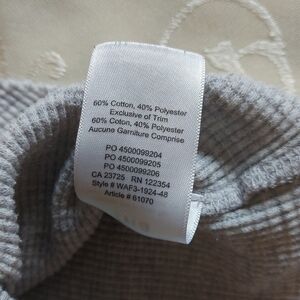 60% Cotton, 40% Polyester
Exclusive of Trim
60% Coton, 40% Polyester
Aucune Garniture Comprise
PO 4500099204
PO 4500099205
PO 4500099206
CA 23725 RN 122354
Style # WAF3-1924-48
Article # 61070